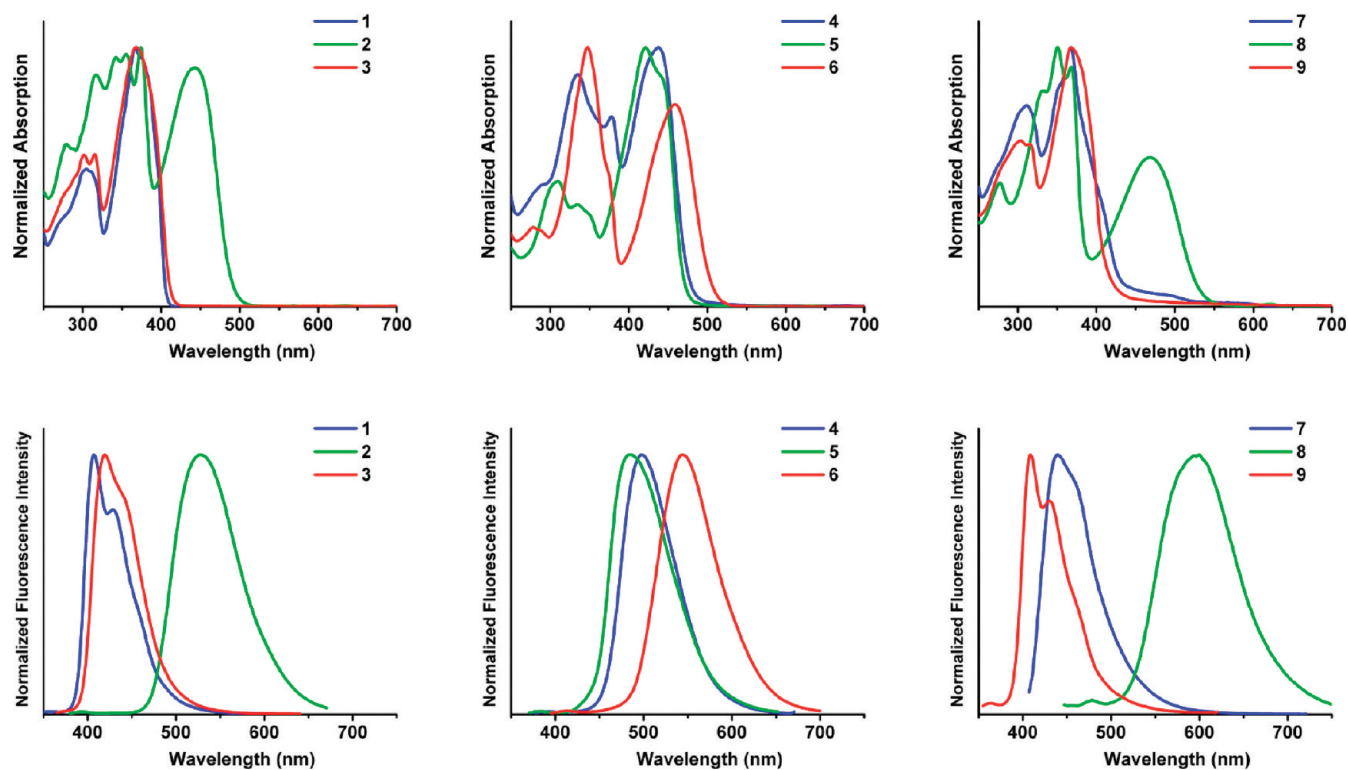 1
2
3
Normalized Absorption
300 400 500 600 700
Wavelength (nm)
4
5
6
Normalized Absorption
300 400 500 600 700
Wavelength (nm)
7
8
9
Normalized Absorption
300 400 500 600 700
Wavelength (nm)
1
2
3
Normalized Fluorescence Intensity
400 500 600 700
Wavelength (nm)
4
5
6
Normalized Fluorescence Intensity
400 500 600 700
Wavelength (nm)
7
8
9
Normalized Fluorescence Intensity
400 500 600 700
Wavelength (nm)